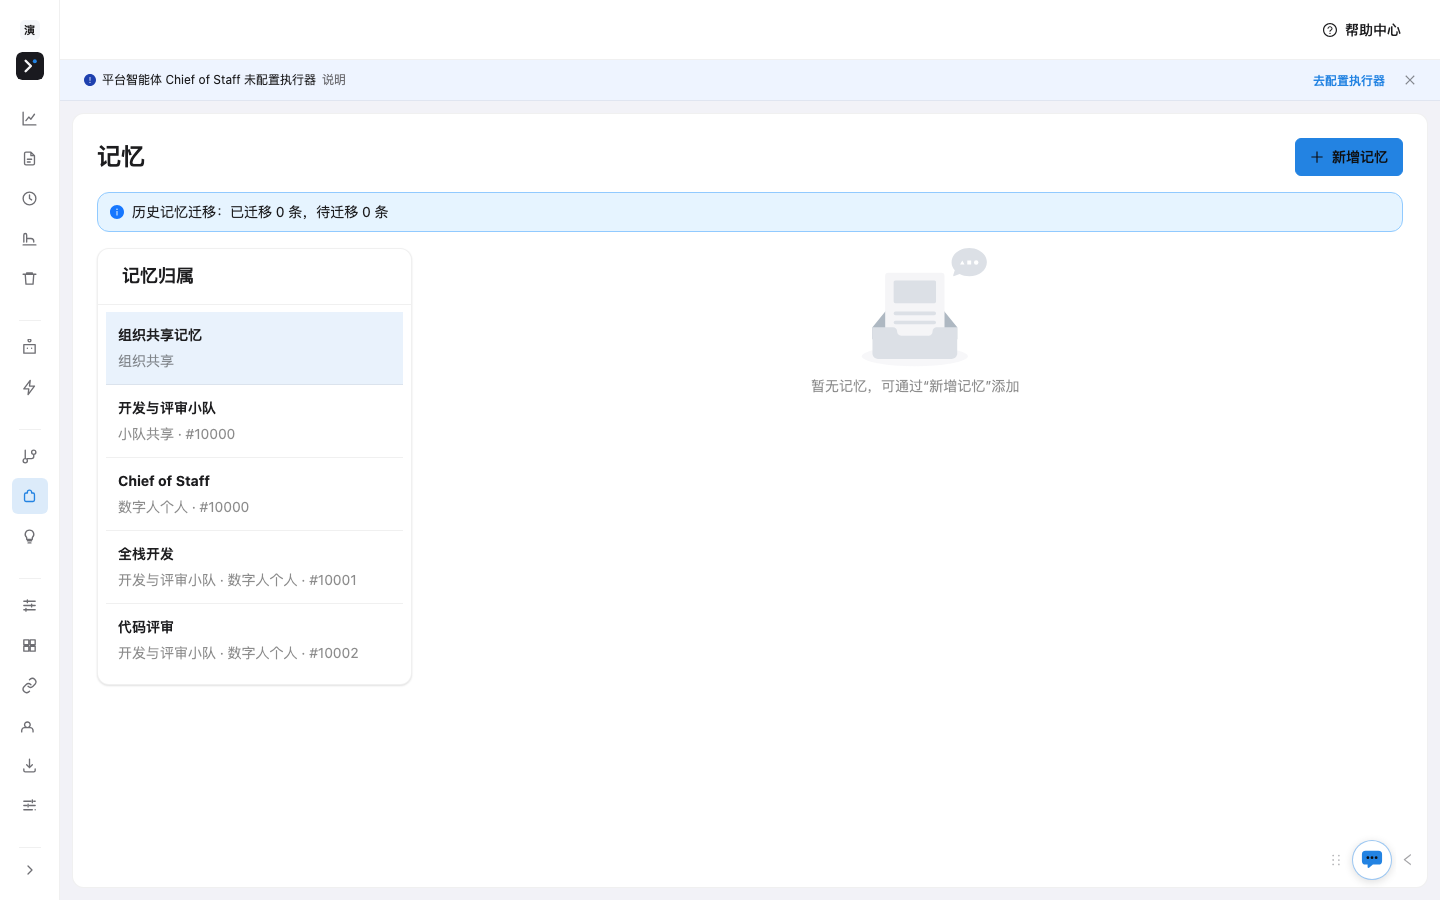 演
帮助中心
平台智能体 Chief of Staff 未配置执行器 说明
去配置执行器
记忆
新增记忆
历史记忆迁移：已迁移 0 条，待迁移 0 条
记忆归属
组织共享记忆
组织共享
开发与评审小队
小队共享 · #10000
Chief of Staff
数字人个人 · #10000
全栈开发
开发与评审小队 · 数字人个人 · #10001
代码评审
开发与评审小队 · 数字人个人 · #10002
暂无记忆，可通过“新增记忆”添加